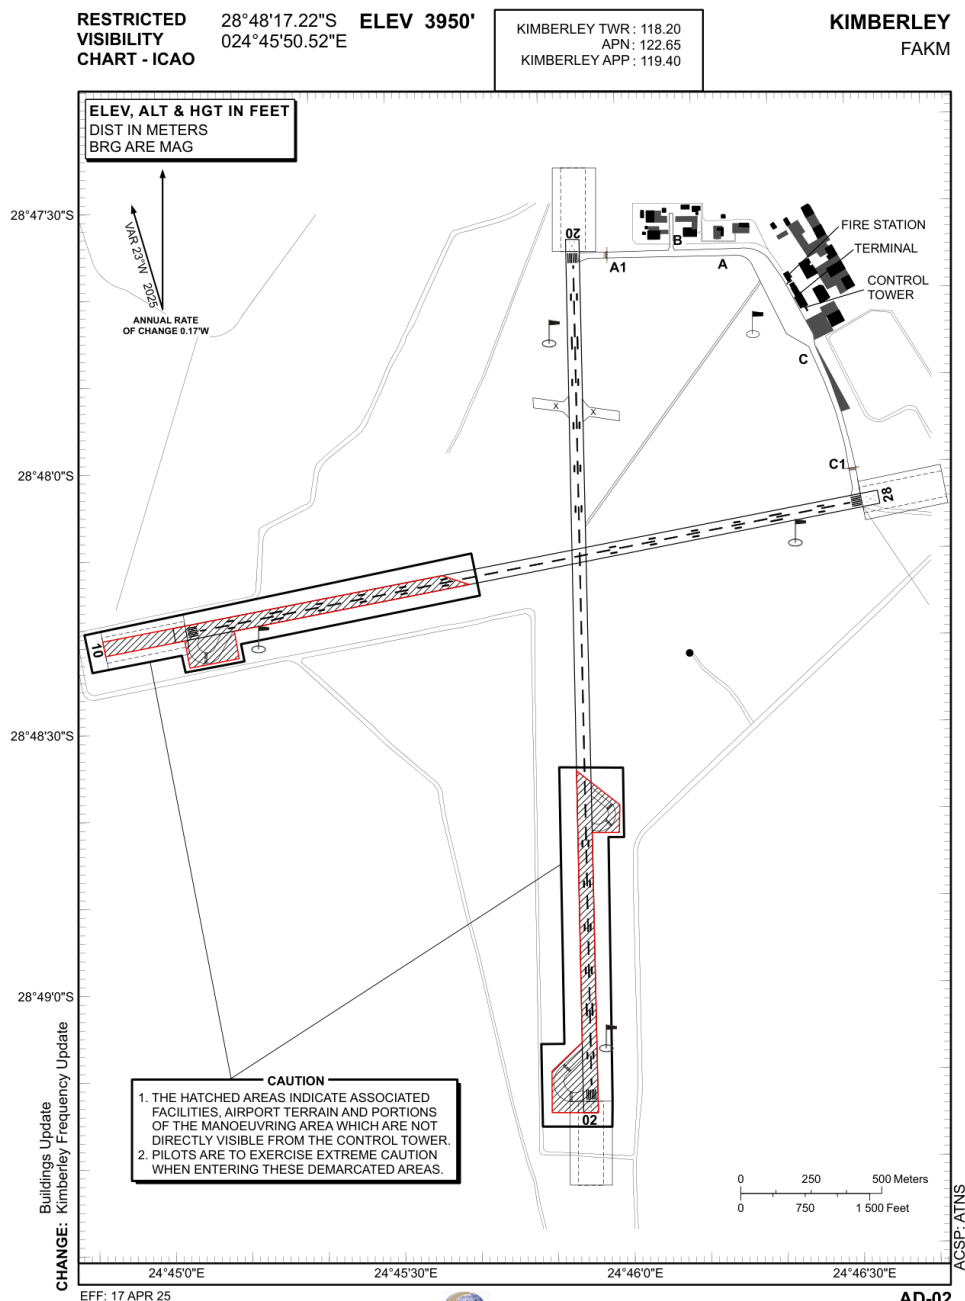 RESTRICTED
VISIBILITY
CHART - ICAO
28°48'17.22"S
024°45'50.52"E
ELEV 3950'
KIMBERLEY TWR : 118.20
APN : 122.65
KIMBERLEY APP : 119.40
KIMBERLEY
FAKM
ELEV, ALT & HGT IN FEET
DIST IN METERS
BRG ARE MAG
VAR 23°W
2025
ANNUAL RATE
OF CHANGE 0.17'W
28°47'30"S
28°48'0"S
28°48'30"S
28°49'0"S
20
A1
B
A
FIRE STATION
TERMINAL
CONTROL
TOWER
C
X
X
C1
28
10
02
CAUTION
1. THE HATCHED AREAS INDICATE ASSOCIATED
FACILITIES, AIRPORT TERRAIN AND PORTIONS
OF THE MANOEUVRING AREA WHICH ARE NOT
DIRECTLY VISIBLE FROM THE CONTROL TOWER.
2. PILOTS ARE TO EXERCISE EXTREME CAUTION
WHEN ENTERING THESE DEMARCATED AREAS.
0 250 500 Meters
0 750 1 500 Feet
24°45'0"E
24°45'30"E
24°46'0"E
24°46'30"E
CHANGE: Buildings Update
Kimberley Frequency Update
ACSP: ATNS
EFF: 17 APR 25
AD-02